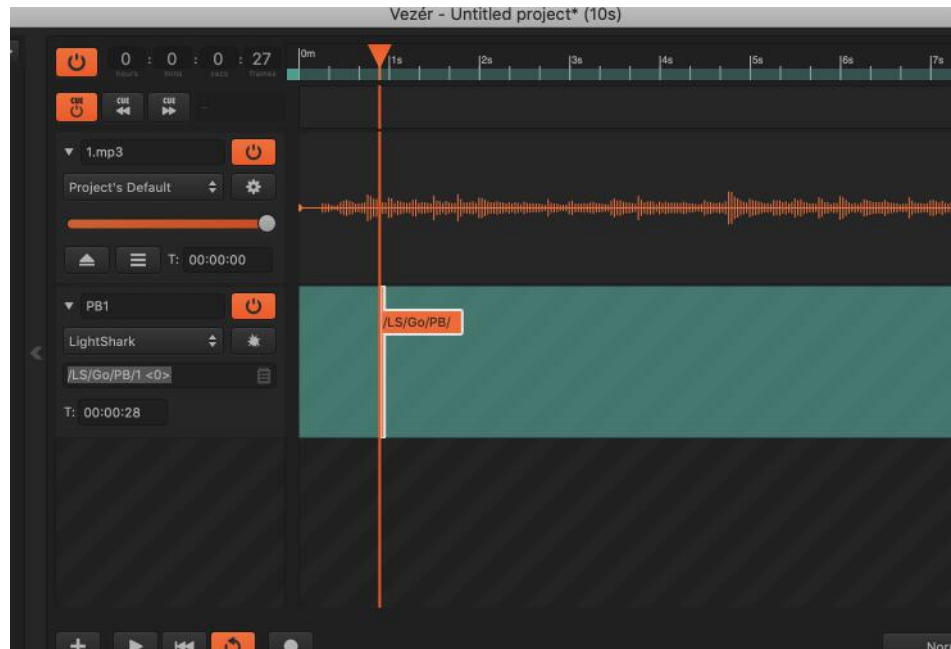 Vezér - Untitled project* (10s)
0 : 0 : 0 : 27
hours mins secs frames
0m 1s 2s 3s 4s 5s 6s 7s
CUE CUE CUE
1.mp3
Project's Default
T: 00:00:00
PB1
LightShark
/LS/Go/PB/1 <0>
T: 00:00:28
/LS/Go/PB/
Nor